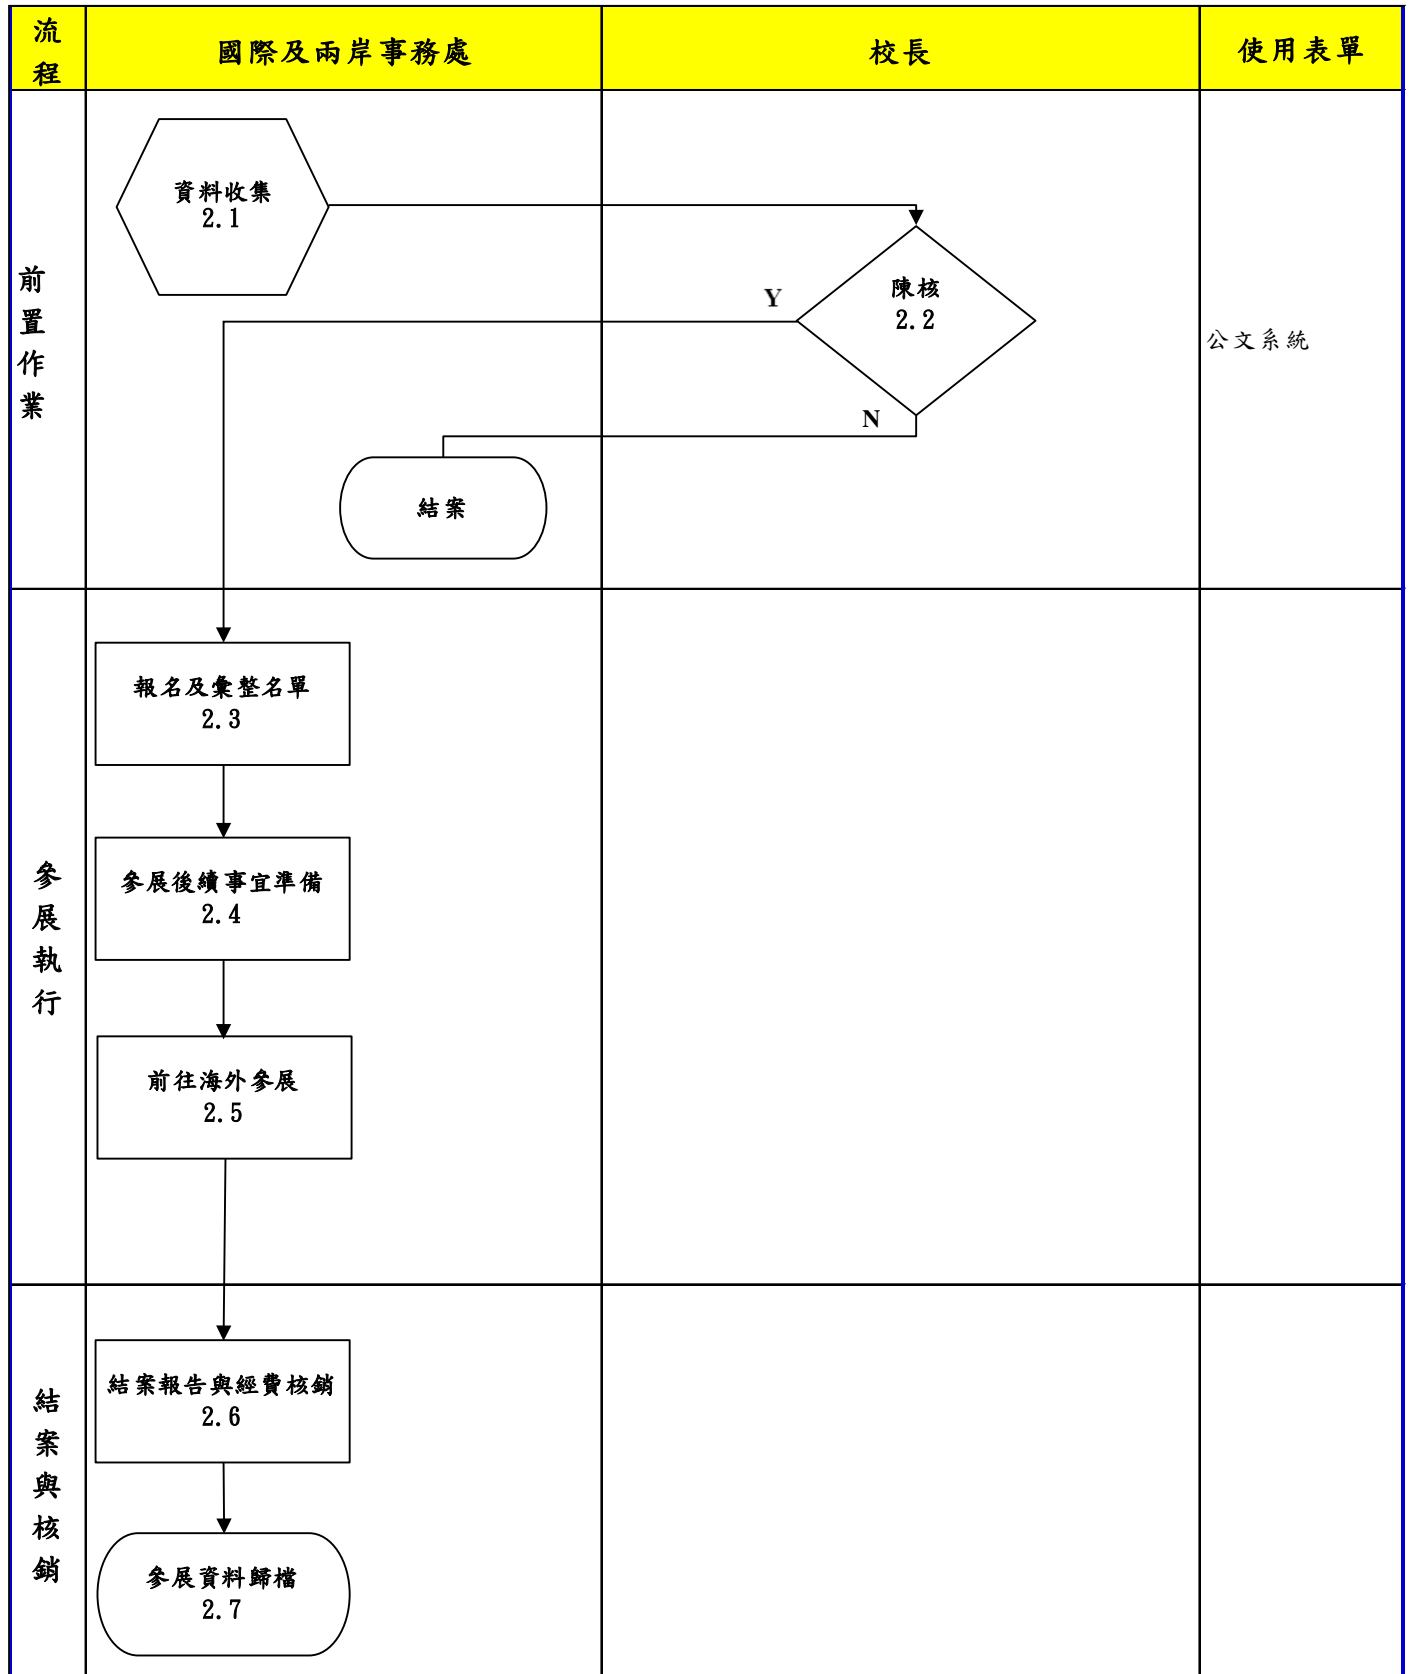 流程
國際及兩岸事務處
校長
使用表單
前置作業
資料收集
2.1
陳核
2.2
Y
N
公文系統
結案
參展執行
報名及彙整名單
2.3
參展後續事宜準備
2.4
前往海外參展
2.5
結案與核銷
結案報告與經費核銷
2.6
參展資料歸檔
2.7